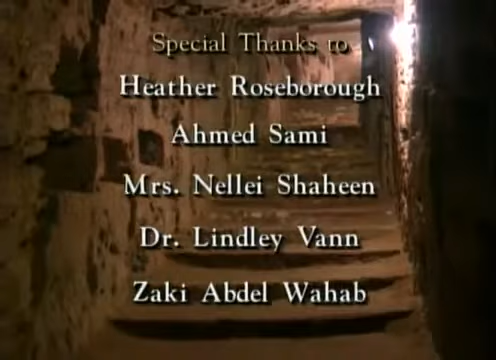 Special Thanks to
Heather Roseborough
Ahmed Sami
Mrs. Nellei Shaheen
Dr. Lindley Vann
Zaki Abdel Wahab